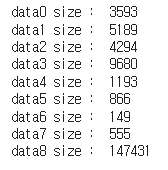 data0 size : 3593
data1 size : 5189
data2 size : 4294
data3 size : 9680
data4 size : 1193
data5 size : 866
data6 size : 149
data7 size : 555
data8 size : 147431